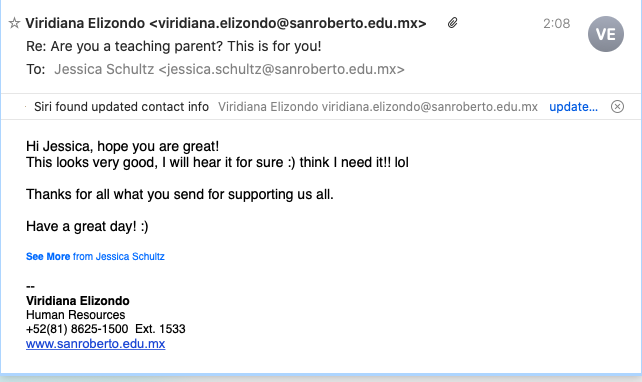 Viridiana Elizondo <viridiana.elizondo@sanroberto.edu.mx>
2:08
VE
Re: Are you a teaching parent? This is for you!
To: Jessica Schultz <jessica.schultz@sanroberto.edu.mx>
Siri found updated contact info Viridiana Elizondo viridiana.elizondo@sanroberto.edu.mx update...
Hi Jessica, hope you are great!
This looks very good, I will hear it for sure :) think I need it!! lol
Thanks for all what you send for supporting us all.
Have a great day! :)
See More from Jessica Schultz
--
Viridiana Elizondo
Human Resources
+52(81) 8625-1500 Ext. 1533
www.sanroberto.edu.mx